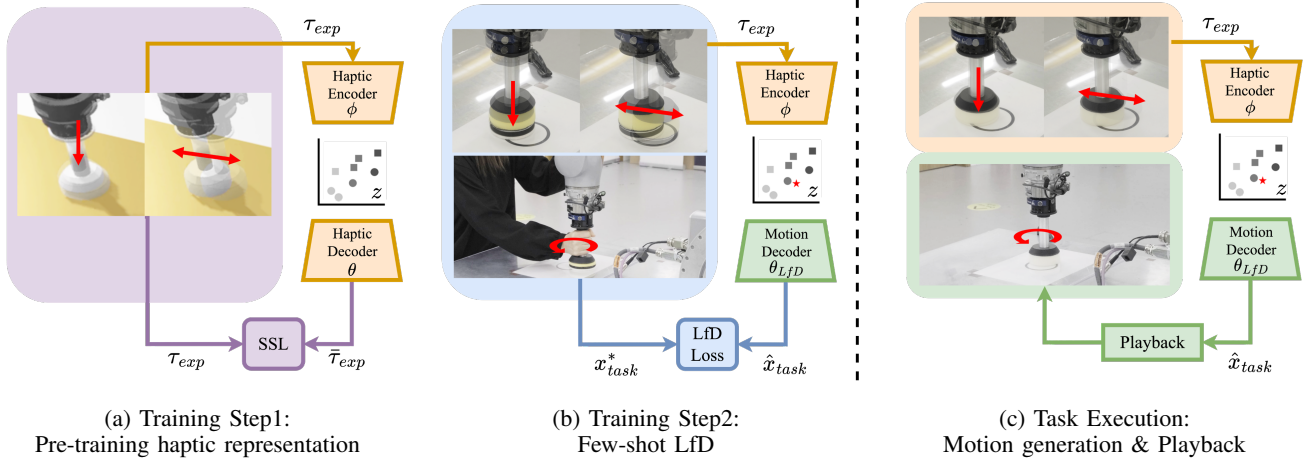 τ_exp
Haptic
Encoder
ϕ
z
Haptic
Decoder
θ
SSL
τ_exp
τ̄_exp
(a) Training Step1:
Pre-training haptic representation
τ_exp
Haptic
Encoder
ϕ
z
Motion
Decoder
θ_LfD
LfD
Loss
x*_task
x̂_task
(b) Training Step2:
Few-shot LfD
τ_exp
Haptic
Encoder
ϕ
z
Motion
Decoder
θ_LfD
Playback
x̂_task
(c) Task Execution:
Motion generation & Playback